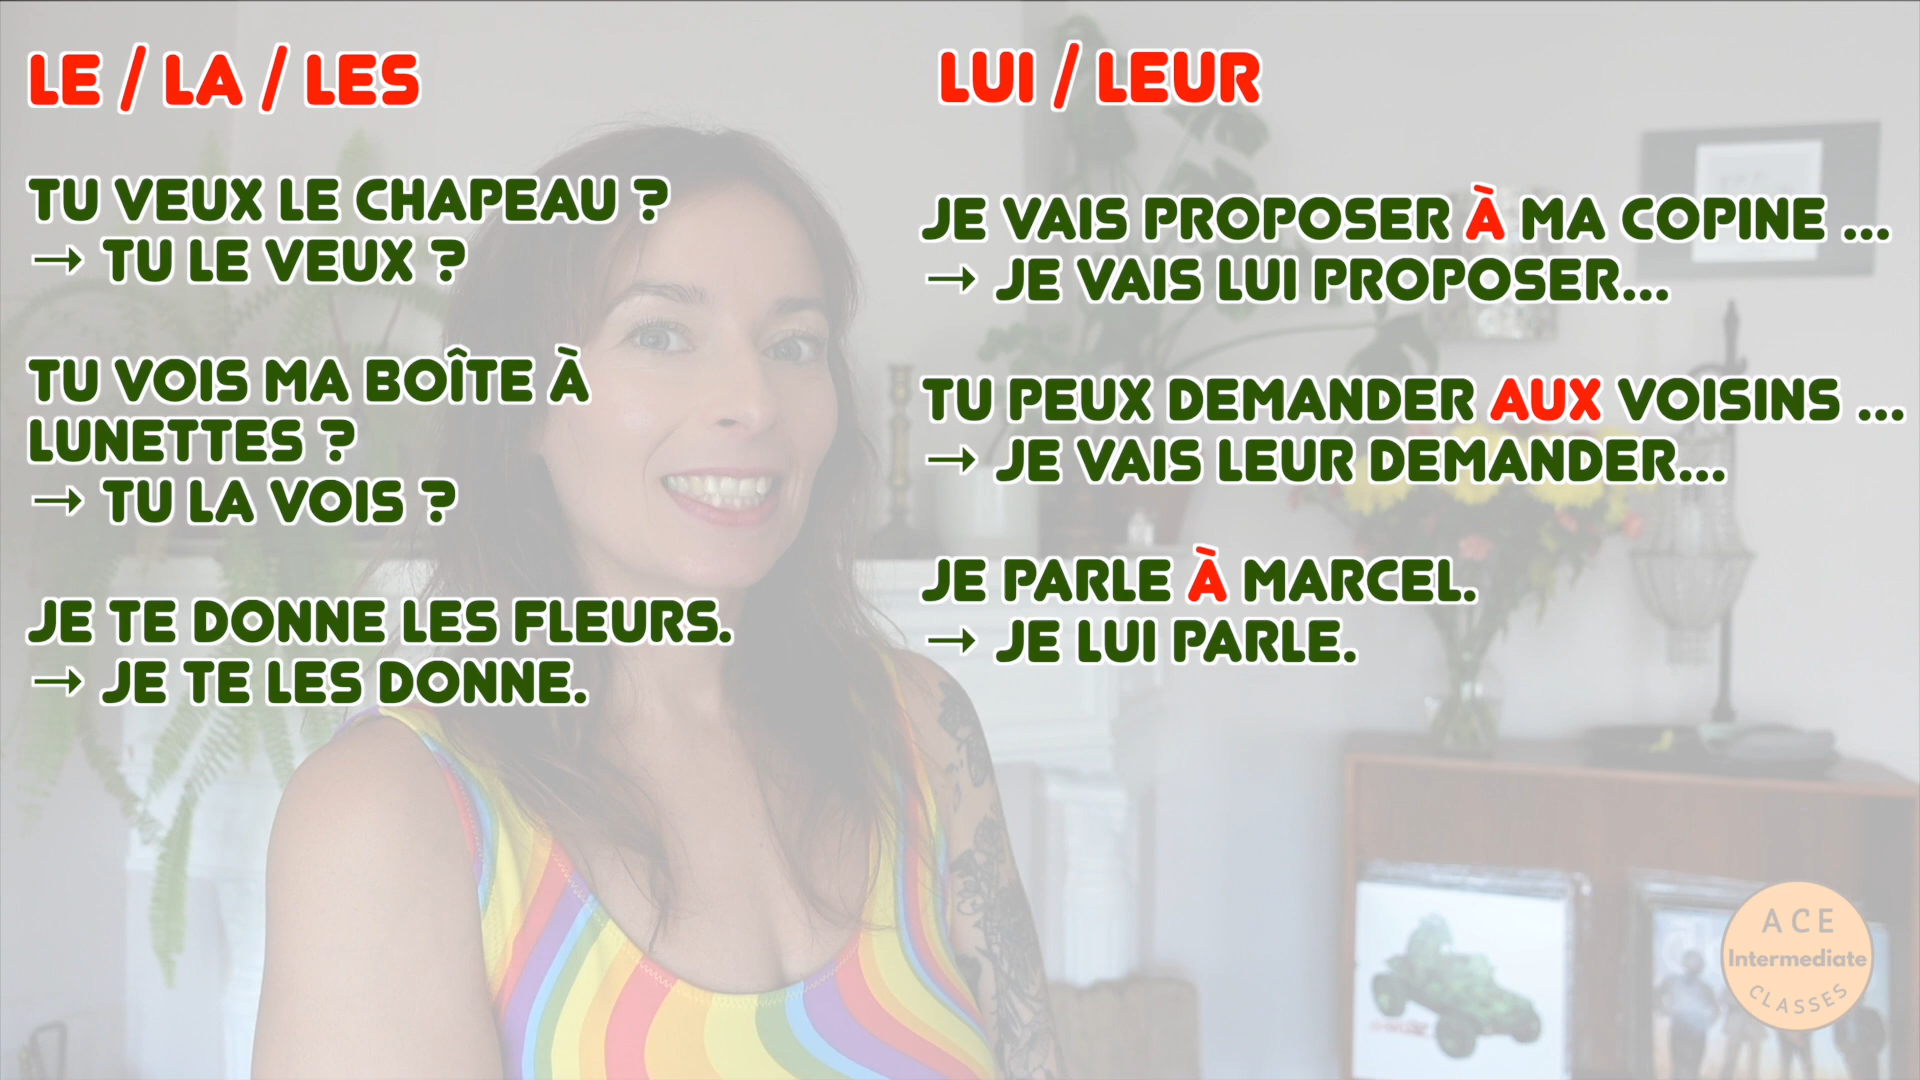 LE / LA / LES
TU VEUX LE CHAPEAU ?
→ TU LE VEUX ?
TU VOIS MA BOÎTE À
LUNETTES ?
→ TU LA VOIS ?
JE TE DONNE LES FLEURS.
→ JE TE LES DONNE.
LUI / LEUR
JE VAIS PROPOSER À MA COPINE ...
→ JE VAIS LUI PROPOSER...
TU PEUX DEMANDER AUX VOISINS ...
→ JE VAIS LEUR DEMANDER...
JE PARLE À MARCEL.
→ JE LUI PARLE.
ACE
Intermediate
CLASSES